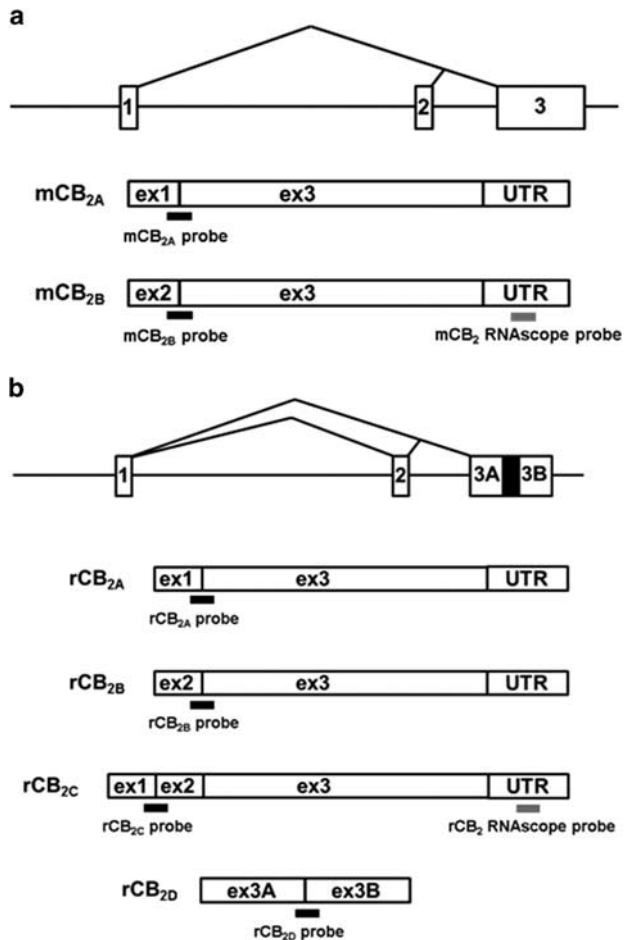 a
1 2 3
mCB2A ex1 ex3 UTR
mCB2A probe
mCB2B ex2 ex3 UTR
mCB2B probe mCB2 RNAscope probe
b
1 2 3A 3B
rCB2A ex1 ex3 UTR
rCB2A probe
rCB2B ex2 ex3 UTR
rCB2B probe
rCB2C ex1 ex2 ex3 UTR
rCB2C probe rCB2 RNAscope probe
rCB2D ex3A ex3B
rCB2D probe